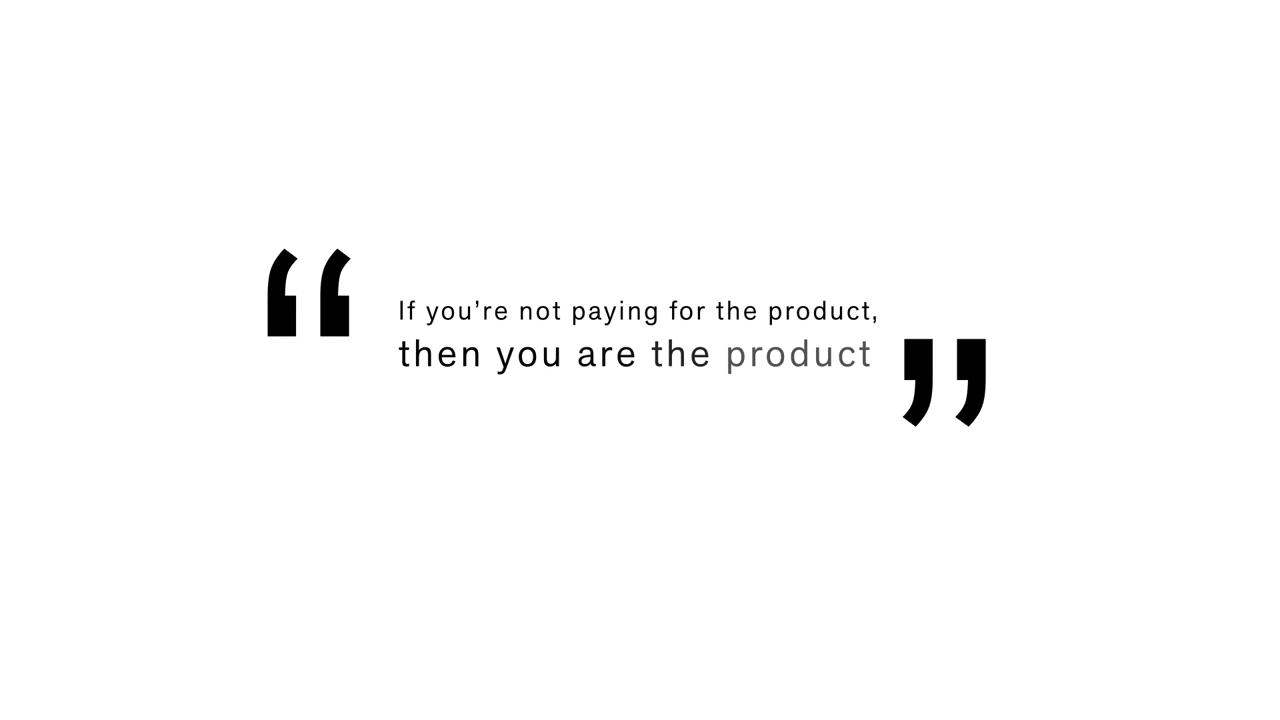 “ If you’re not paying for the product,
then you are the product ”